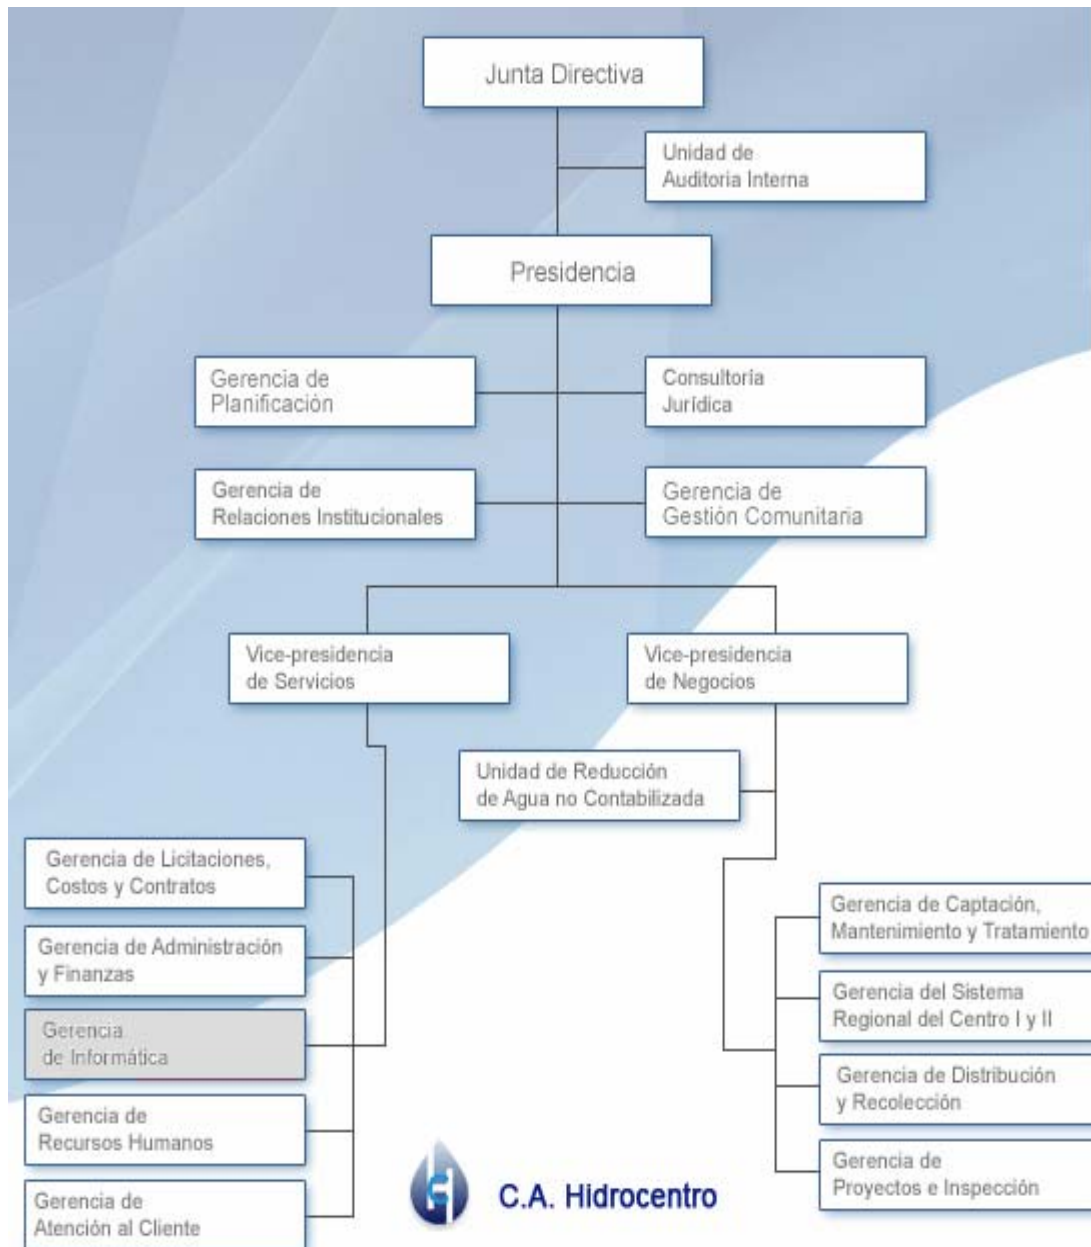 Junta Directiva
Unidad de
Auditoria Interna
Presidencia
Gerencia de
Planificación
Consultoria
Jurídica
Gerencia de
Relaciones Institucionales
Gerencia de
Gestión Comunitaria
Vice-presidencia
de Servicios
Vice-presidencia
de Negocios
Unidad de Reducción
de Agua no Contabilizada
Gerencia de Licitaciones,
Costos y Contratos
Gerencia de Administración
y Finanzas
Gerencia
de Informática
Gerencia de
Recursos Humanos
Gerencia de
Atención al Cliente
Gerencia de Captación,
Mantenimiento y Tratamiento
Gerencia del Sistema
Regional del Centro I y II
Gerencia de Distribución
y Recolección
Gerencia de
Proyectos e Inspección
C.A. Hidrocentro